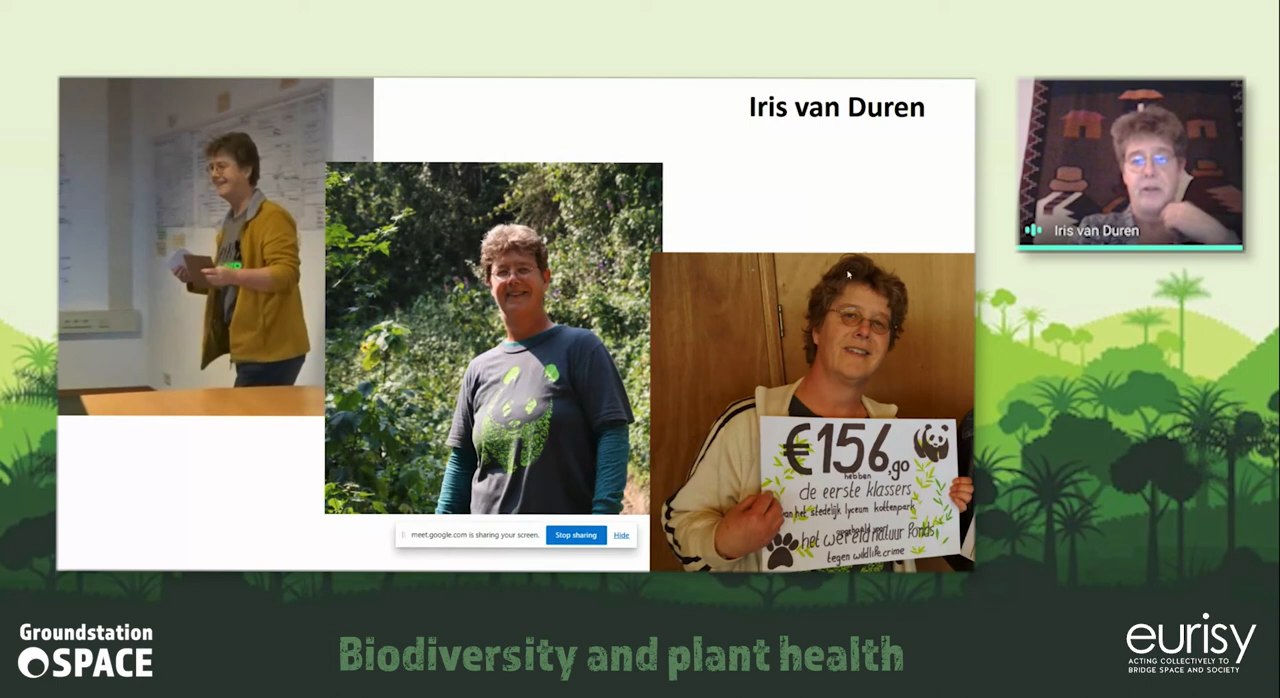 Iris van Duren
Iris van Duren
€156,90
hebben
de eerste klassers
van het stedelijk lyceum kottenpark
opgehaald voor
het wereld natuur fonds
tegen wildlife crime
meet.google.com is sharing your screen. Stop sharing Hide
Groundstation
SPACE
Biodiversity and plant health
eurisy
ACTING COLLECTIVELY TO
BRIDGE SPACE AND SOCIETY